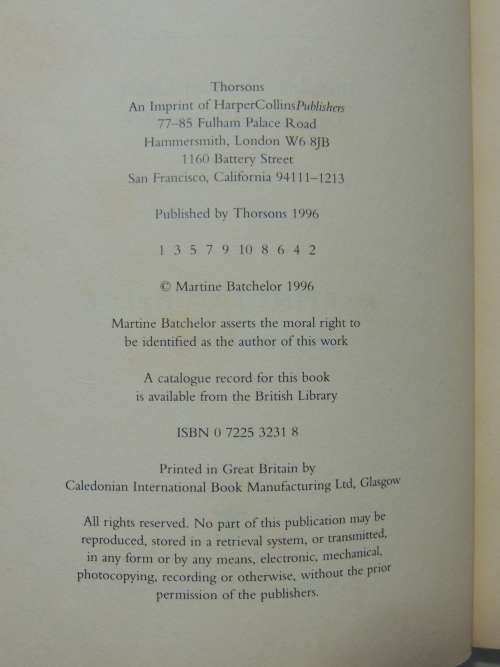 Thorsons
An Imprint of HarperCollinsPublishers
77–85 Fulham Palace Road
Hammersmith, London W6 8JB
1160 Battery Street
San Francisco, California 94111–1213
Published by Thorsons 1996
1 3 5 7 9 10 8 6 4 2
© Martine Batchelor 1996
Martine Batchelor asserts the moral right to
be identified as the author of this work
A catalogue record for this book
is available from the British Library
ISBN 0 7225 3231 8
Printed in Great Britain by
Caledonian International Book Manufacturing Ltd, Glasgow
All rights reserved. No part of this publication may be
reproduced, stored in a retrieval system, or transmitted,
in any form or by any means, electronic, mechanical,
photocopying, recording or otherwise, without the prior
permission of the publishers.